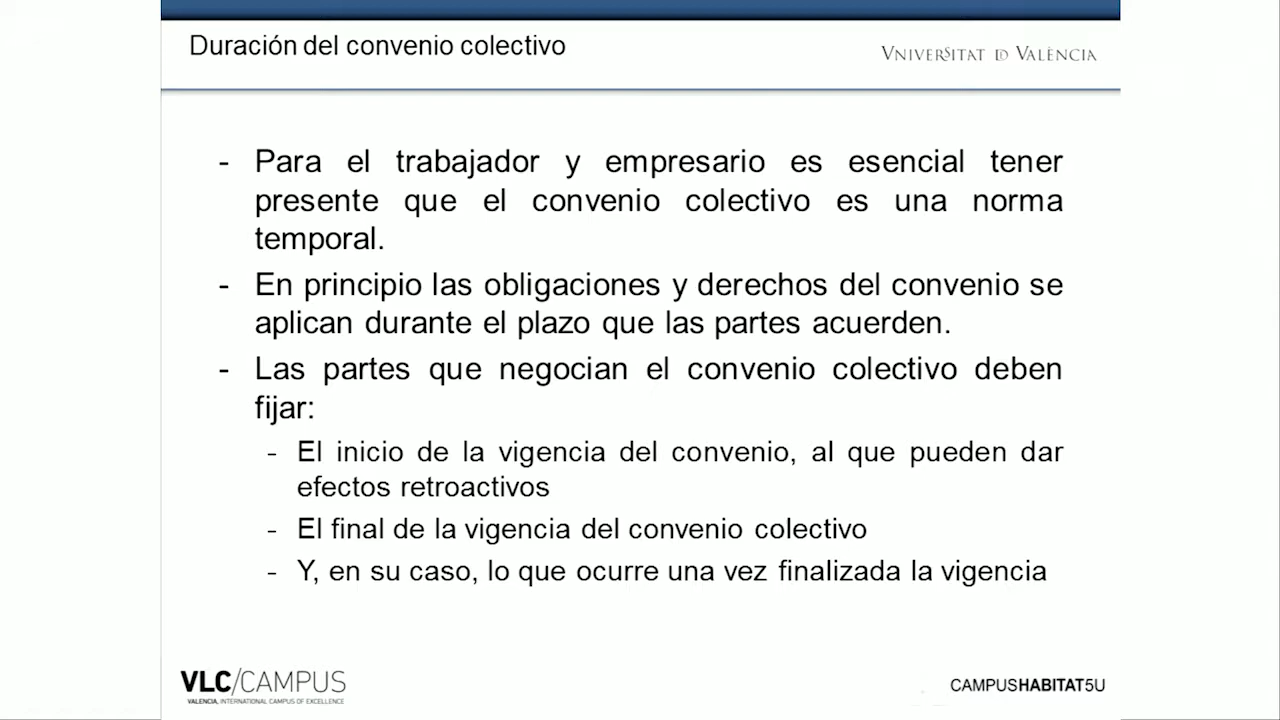 Duración del convenio colectivo
VNIVERSITAT D VALÈNCIA
- Para el trabajador y empresario es esencial tener
presente que el convenio colectivo es una norma
temporal.
- En principio las obligaciones y derechos del convenio se
aplican durante el plazo que las partes acuerden.
- Las partes que negocian el convenio colectivo deben
fijar:
- El inicio de la vigencia del convenio, al que pueden dar
efectos retroactivos
- El final de la vigencia del convenio colectivo
- Y, en su caso, lo que ocurre una vez finalizada la vigencia
VLC/CAMPUS
VALENCIA, INTERNATIONAL CAMPUS OF EXCELLENCE
CAMPUSHABITAT5U